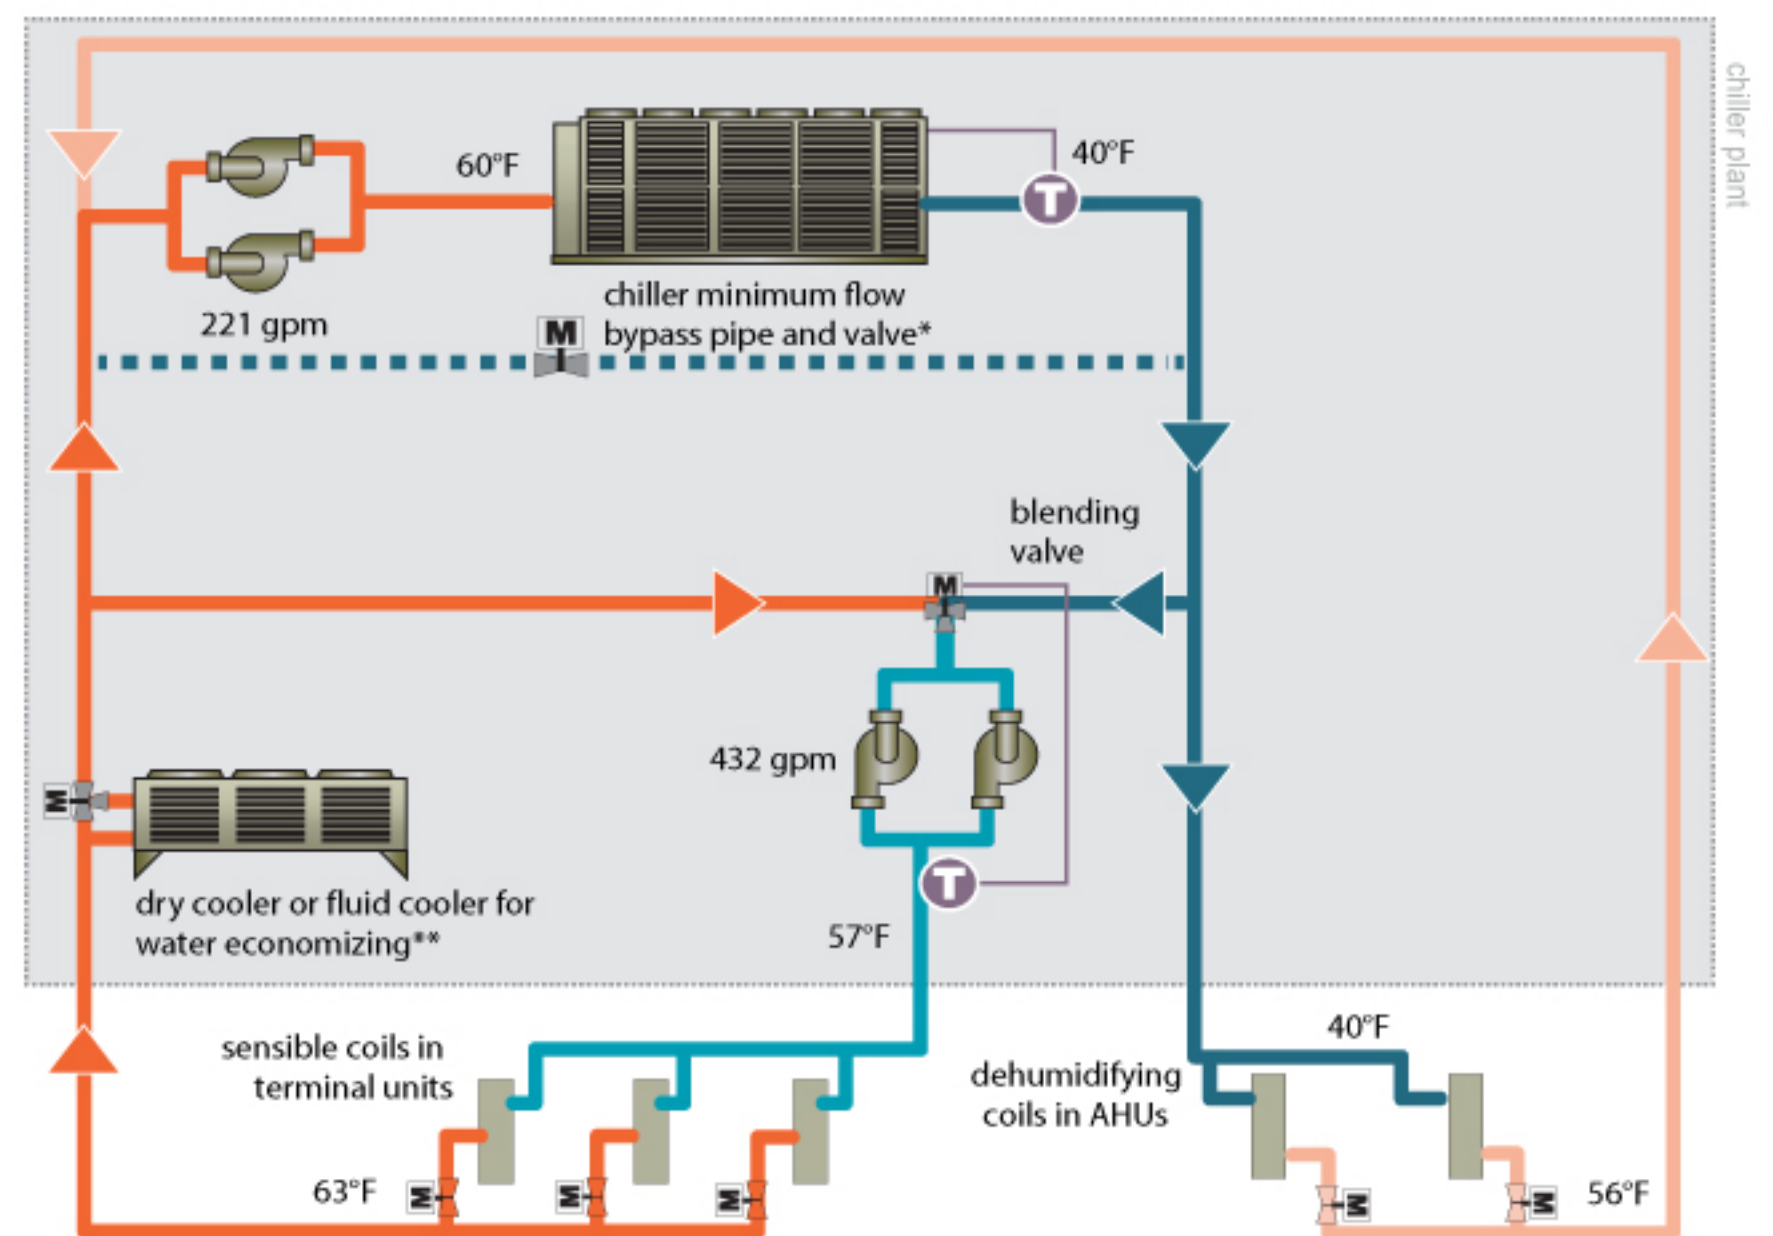 chiller plant
60°F
T
40°F
221 gpm
chiller minimum flow
bypass pipe and valve*
M
blending
valve
M
432 gpm
M
T
dry cooler or fluid cooler for
water economizing**
57°F
sensible coils in
terminal units
40°F
dehumidifying
coils in AHUs
63°F
M
M
M
M
M
56°F